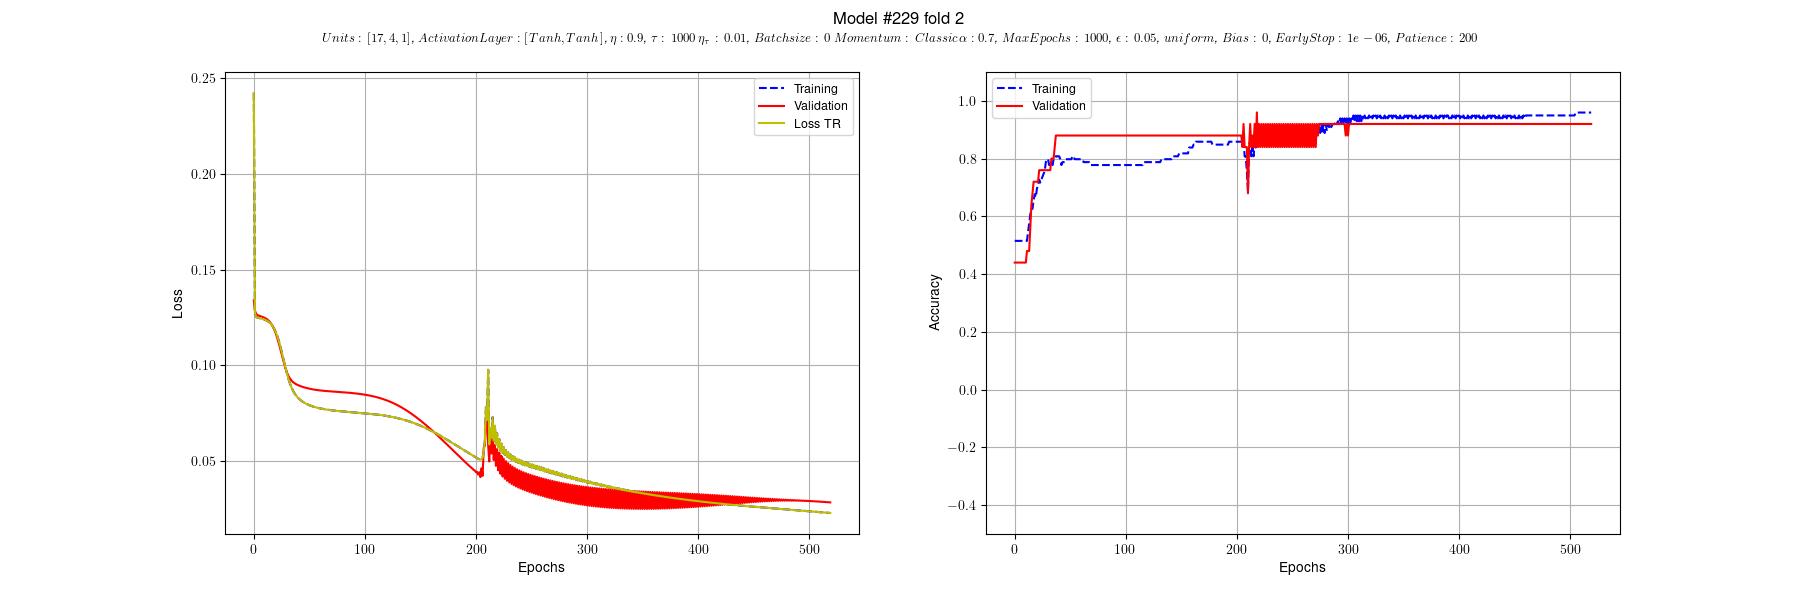 Model #229 fold 2
Units : [17, 4, 1], ActivationLayer : [Tanh, Tanh], η : 0.9, τ : 1000 ητ : 0.01, Batchsize : 0 Momentum : Classicα : 0.7, MaxEpochs : 1000, ϵ : 0.05, uniform, Bias : 0, EarlyStop : 1e − 06, Patience : 200
0.25
0.20
0.15
0.10
0.05
Loss
0 100 200 300 400 500
Epochs
Training
Validation
Loss TR
1.0
0.8
0.6
0.4
0.2
0.0
−0.2
−0.4
Accuracy
0 100 200 300 400 500
Epochs
Training
Validation